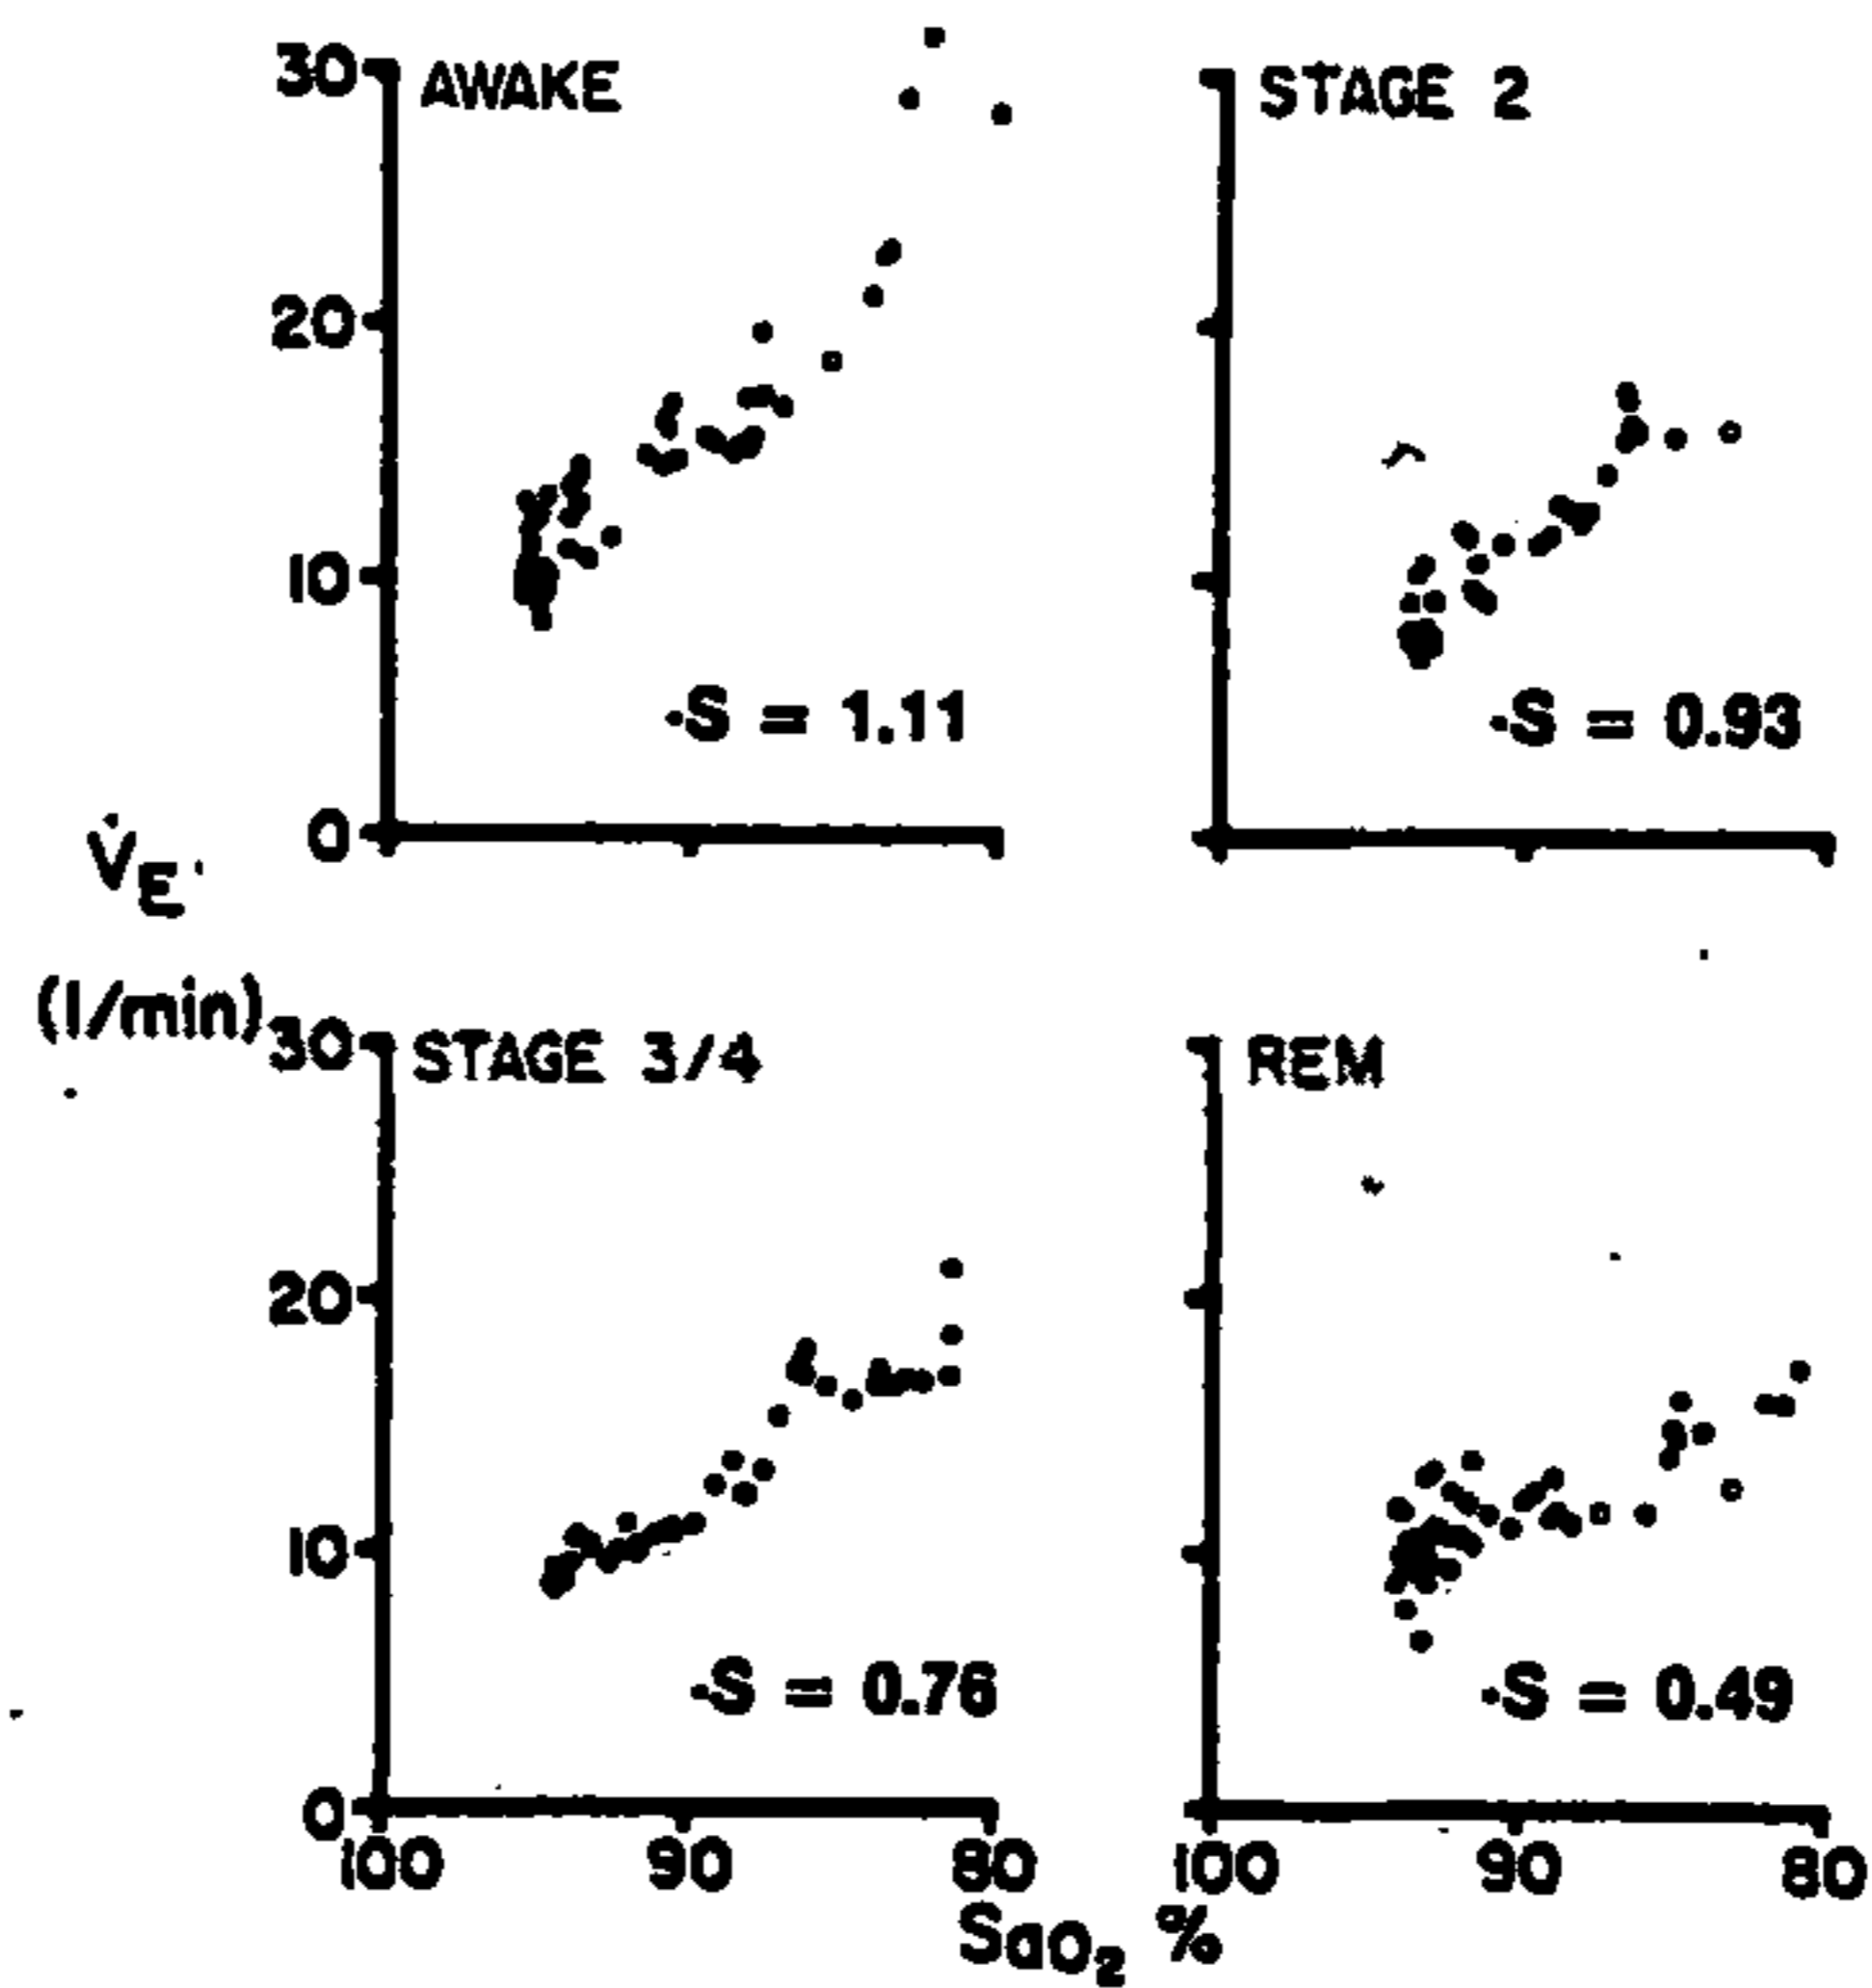 30 AWAKE
STAGE 2
20
10
·S = 1.11
·S = 0.93
0
V̇E
(l/min)
30 STAGE 3/4
REM
20
10
·S = 0.76
·S = 0.49
0
100 90 80
100 90 80
SaO₂ %